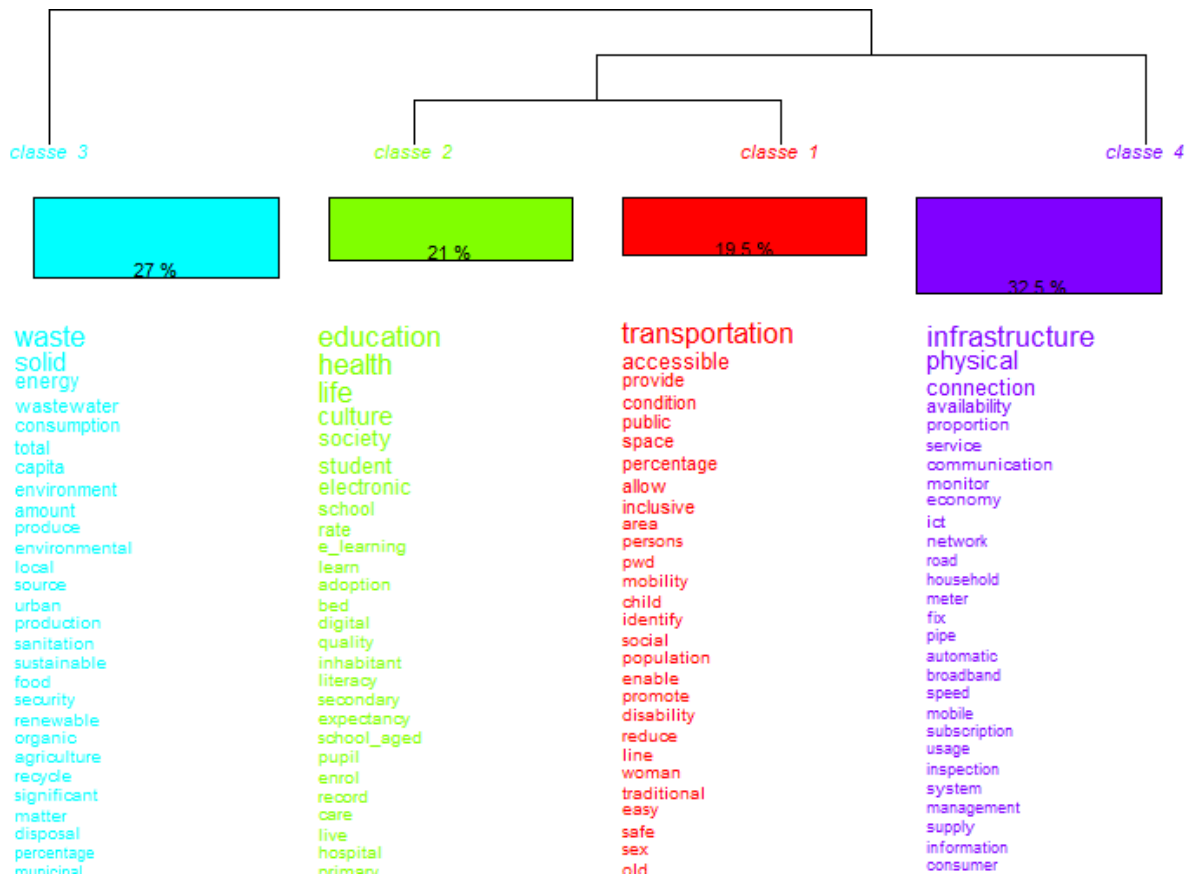 classe 3
classe 2
classe 1
classe 4
27 %
21 %
19.5 %
32.5 %
waste
solid
energy
wastewater
consumption
total
capita
environment
amount
produce
environmental
local
source
urban
production
sanitation
sustainable
food
security
renewable
organic
agriculture
recycle
significant
matter
disposal
percentage
municipal
education
health
life
culture
society
student
electronic
school
rate
e_learning
learn
adoption
bed
digital
quality
inhabitant
literacy
secondary
expectancy
school_aged
pupil
enrol
record
care
live
hospital
primary
transportation
accessible
provide
condition
public
space
percentage
allow
inclusive
area
persons
pwd
mobility
child
identify
social
population
enable
promote
disability
reduce
line
woman
traditional
easy
safe
sex
old
infrastructure
physical
connection
availability
proportion
service
communication
monitor
economy
ict
network
road
household
meter
fix
pipe
automatic
broadband
speed
mobile
subscription
usage
inspection
system
management
supply
information
consumer